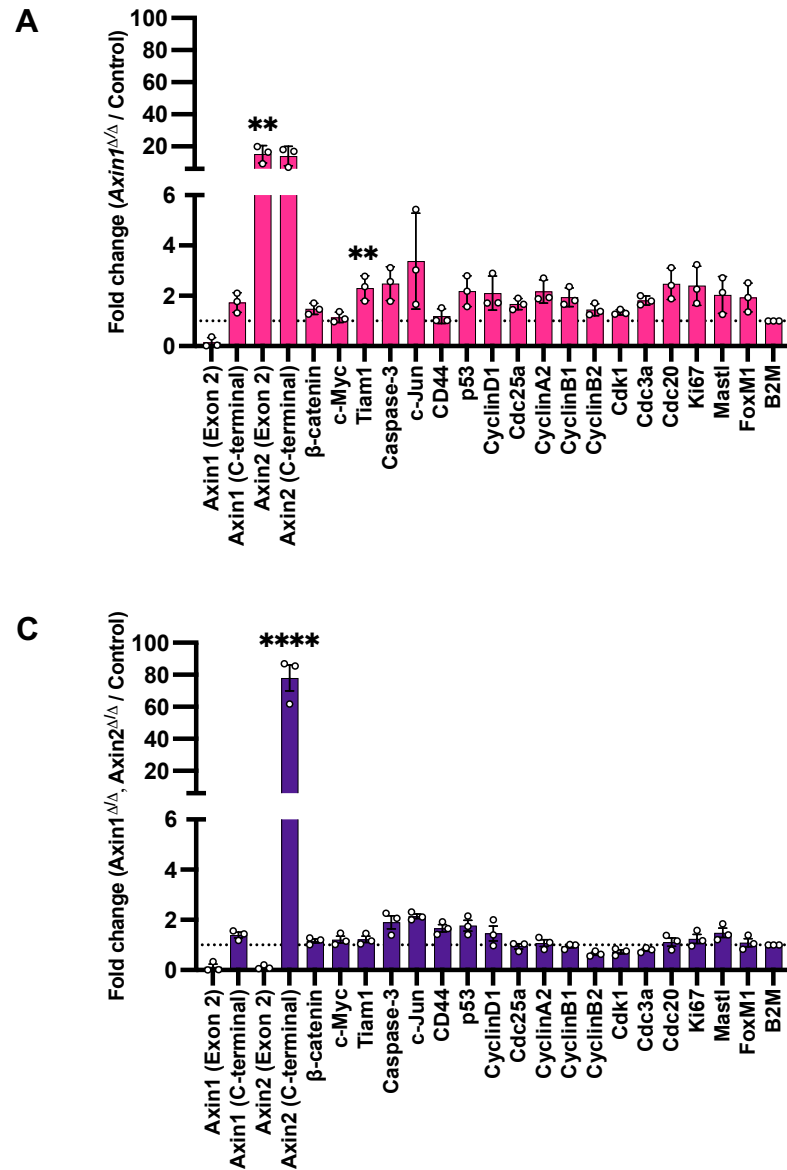 A
Fold change (Axin1Δ/Δ / Control)
100
80
60
40
20
6
4
2
0
**
**
Axin1 (Exon 2)
Axin1 (C-terminal)
Axin2 (Exon 2)
Axin2 (C-terminal)
β-catenin
c-Myc
Tiam1
Caspase-3
c-Jun
CD44
p53
CyclinD1
Cdc25a
CyclinA2
CyclinB1
CyclinB2
Cdk1
Cdc3a
Cdc20
Ki67
Mastl
FoxM1
B2M
C
Fold change (Axin1Δ/Δ, Axin2Δ/Δ / Control)
100
80
60
40
20
6
4
2
0
****
Axin1 (Exon 2)
Axin1 (C-terminal)
Axin2 (Exon 2)
Axin2 (C-terminal)
β-catenin
c-Myc
Tiam1
Caspase-3
c-Jun
CD44
p53
CyclinD1
Cdc25a
CyclinA2
CyclinB1
CyclinB2
Cdk1
Cdc3a
Cdc20
Ki67
Mastl
FoxM1
B2M